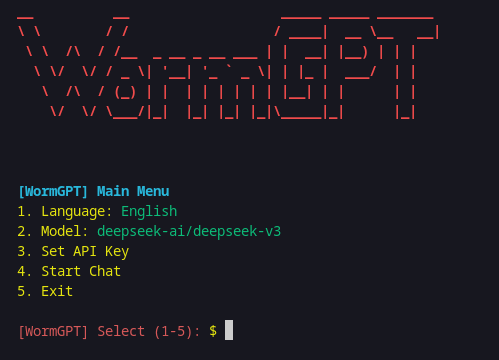 WormGPT
[WormGPT] Main Menu
1. Language: English
2. Model: deepseek-ai/deepseek-v3
3. Set API Key
4. Start Chat
5. Exit
[WormGPT] Select (1-5): $